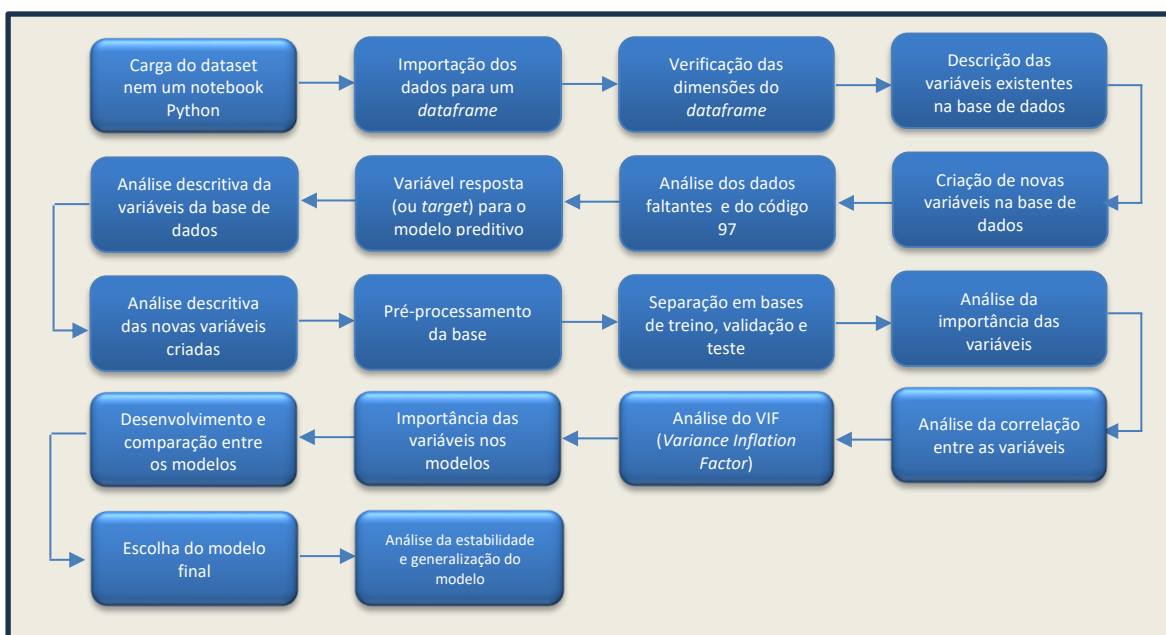 Carga do dataset
nem um notebook
Python
Importação dos
dados para um
dataframe
Verificação das
dimensões do
dataframe
Descrição das
variáveis existentes
na base de dados
Criação de novas
variáveis na base de
dados
Análise dos dados
faltantes e do código
97
Variável resposta
(ou target) para o
modelo preditivo
Análise descritiva da
variáveis da base de
dados
Análise descritiva
das novas variáveis
criadas
Pré-processamento
da base
Separação em bases
de treino, validação e
teste
Análise da
importância das
variáveis
Análise da correlação
entre as variáveis
Análise do VIF
(Variance Inflation
Factor)
Importância das
variáveis nos
modelos
Desenvolvimento e
comparação entre
os modelos
Escolha do modelo
final
Análise da estabilidade
e generalização do
modelo